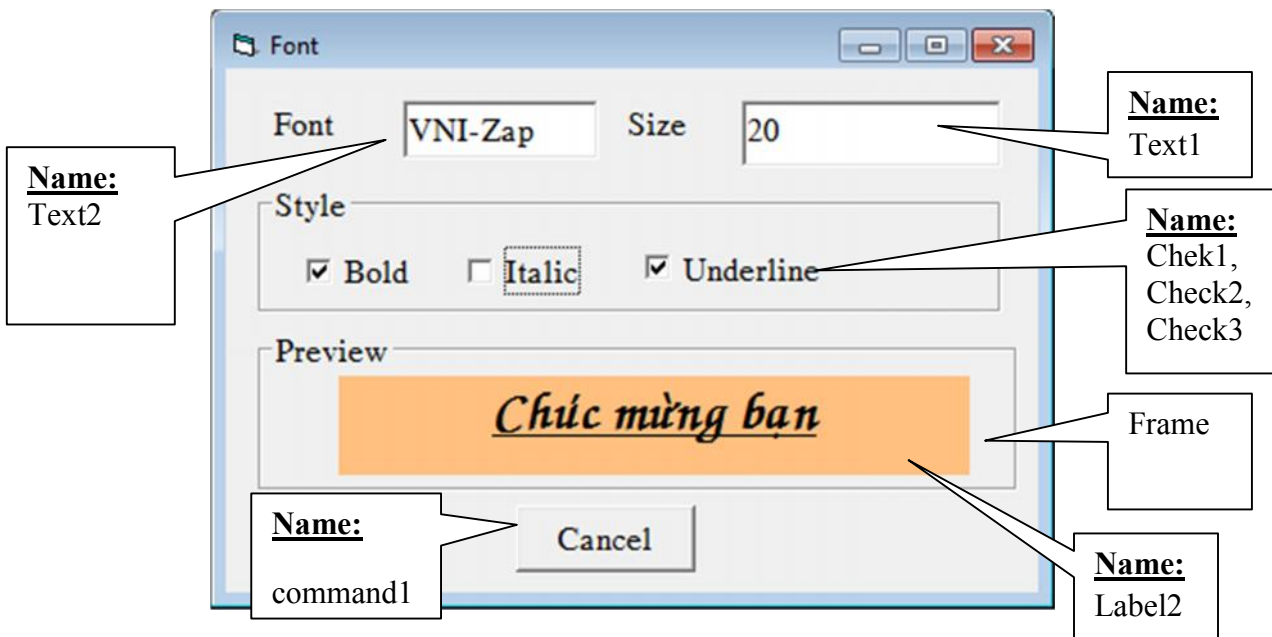 Font
Font
VNI-Zap
Size
20
Name:
Text1
Name:
Text2
Style
Bold
Italic
Underline
Name:
Chek1,
Check2,
Check3
Preview
Chúc mừng bạn
Frame
Name:
command1
Cancel
Name:
Label2